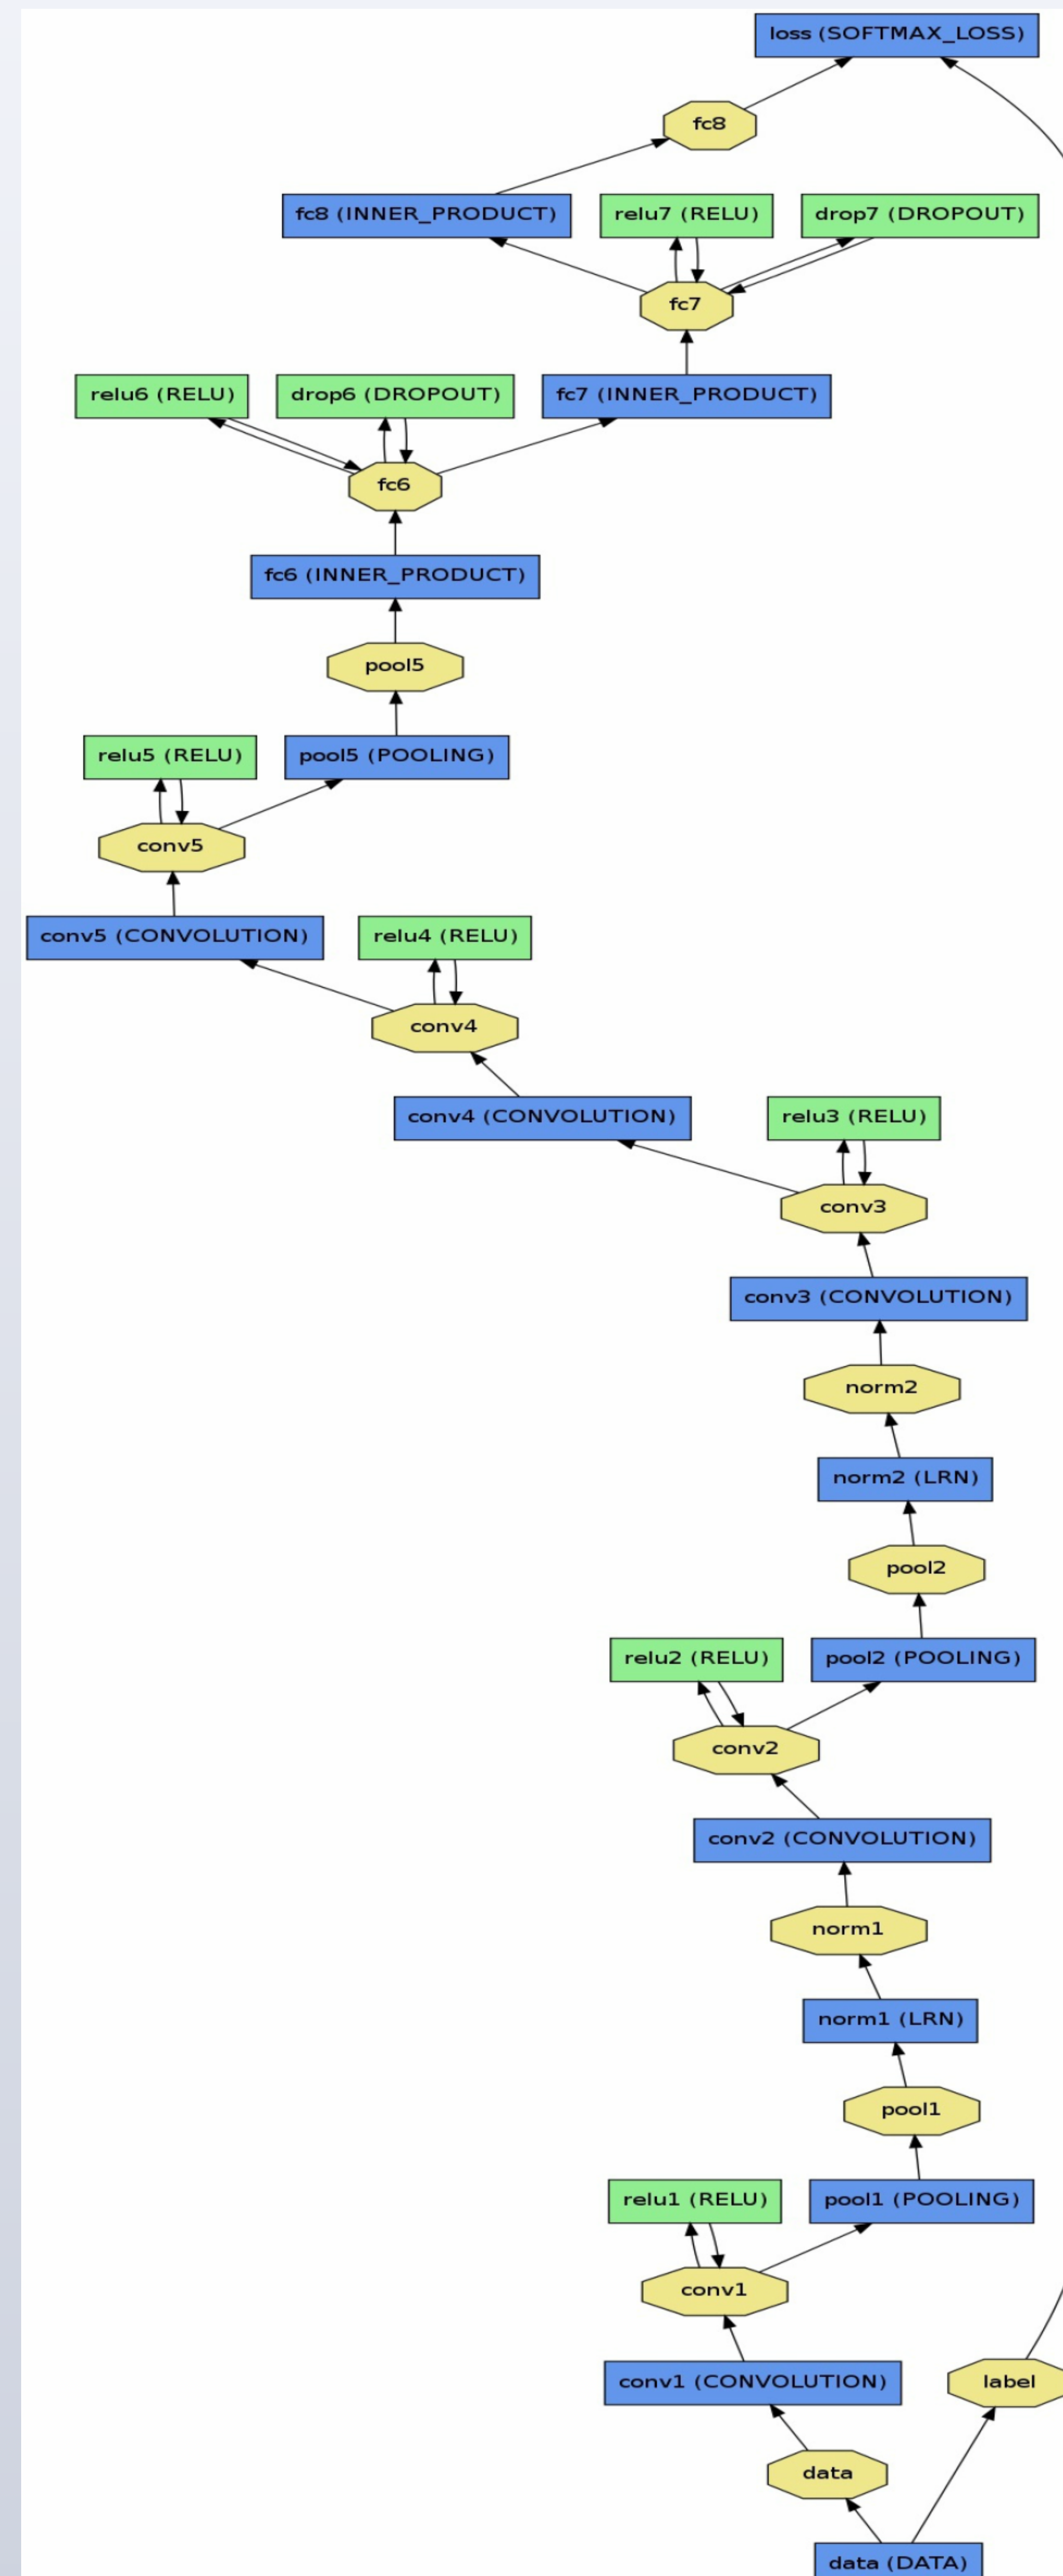 loss (SOFTMAX_LOSS)
fc8
fc8 (INNER_PRODUCT)
relu7 (RELU)
drop7 (DROPOUT)
fc7
relu6 (RELU)
drop6 (DROPOUT)
fc7 (INNER_PRODUCT)
fc6
fc6 (INNER_PRODUCT)
pool5
relu5 (RELU)
pool5 (POOLING)
conv5
conv5 (CONVOLUTION)
relu4 (RELU)
conv4
conv4 (CONVOLUTION)
relu3 (RELU)
conv3
conv3 (CONVOLUTION)
norm2
norm2 (LRN)
pool2
relu2 (RELU)
pool2 (POOLING)
conv2
conv2 (CONVOLUTION)
norm1
norm1 (LRN)
pool1
relu1 (RELU)
pool1 (POOLING)
conv1
conv1 (CONVOLUTION)
label
data
data (DATA)